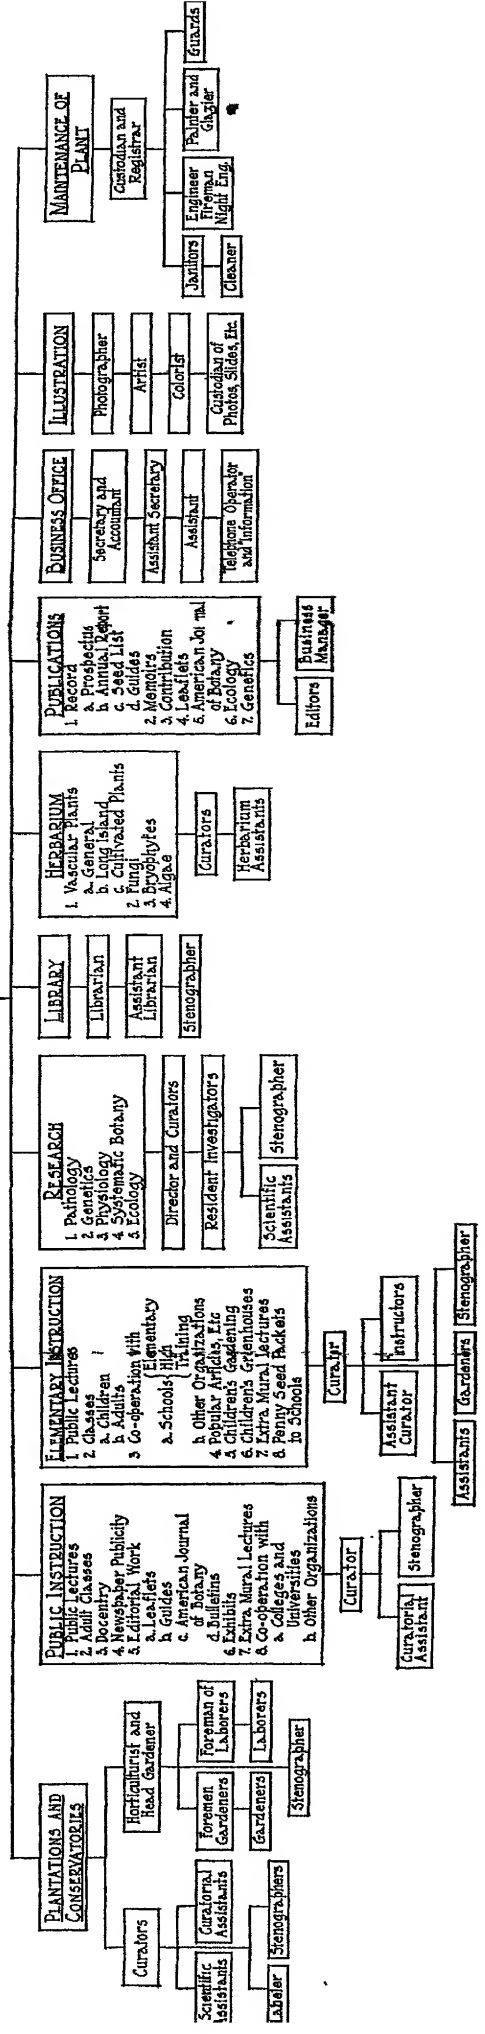 PLANTATIONS AND
CONSERVATORIES
Curators
Scientific
Assistants
Curatorial
Assistants
Labeler
Stenographers
Horticulturist and
Head Gardener
Foremen
Gardeners
Foreman of
Laborers
Gardeners
Laborers
Stenographer
PUBLIC INSTRUCTION
1. Public Lectures
2. Adult Classes
3. Docentry
4. Newspaper Publicity
5. Editorial Work
a. Leaflets
b. Guides
c. American Journal
of Botany
d. Bulletins
6. Exhibits
7. Extra Mural Lectures
8. Co-operation with
a. Colleges and
Universities
b. Other Organizations
Curator
Curatorial
Assistant
Stenographer
ELEMENTARY INSTRUCTION
1. Public Lectures
2. Classes
a. Children
b. Adults
3. Co-operation with
a. Schools (Elementary
High
Training
b. Other Organizations
4. Popular Articles, Etc
5. Children's Gardening
6. Children's Greenhouses
7. Extra Mural Lectures
8. Penny Seed Packets
to Schools
Curator
Assistant
Curator
Instructors
Assistants
Gardeners
Stenographer
RESEARCH
1. Pathology
2. Genetics
3. Physiology
4. Systematic Botany
5. Ecology
Director and Curators
Resident Investigators
Scientific
Assistants
Stenographer
LIBRARY
Librarian
Assistant
Librarian
Stenographer
HERBARIUM
1. Vascular Plants
a. General
b. Long Island
c. Cultivated Plants
2. Fungi
3. Bryophytes
4. Algae
Curators
Herbarium
Assistants
PUBLICATIONS
1. Record
a. Prospectus
b. Annual Report
c. Seed List
d. Guides
2. Memoirs
3. Contribution
4. Leaflets
5. American Jou nal
of Botany
6. Ecology
7. Genetics
Editors
Business
Manager
BUSINESS OFFICE
Secretary and
Accountant
Assistant Secretary
Assistant
Telephone Operator
and "Information"
ILLUSTRATION
Photographer
Artist
Colorist
Custodian of
Photos, Slides, Etc.
MAINTENANCE OF
PLANT
Custodian and
Registrar
Janitors
Cleaner
Engineer
Fireman
Night Eng.
Painter and
Glazier
Guards